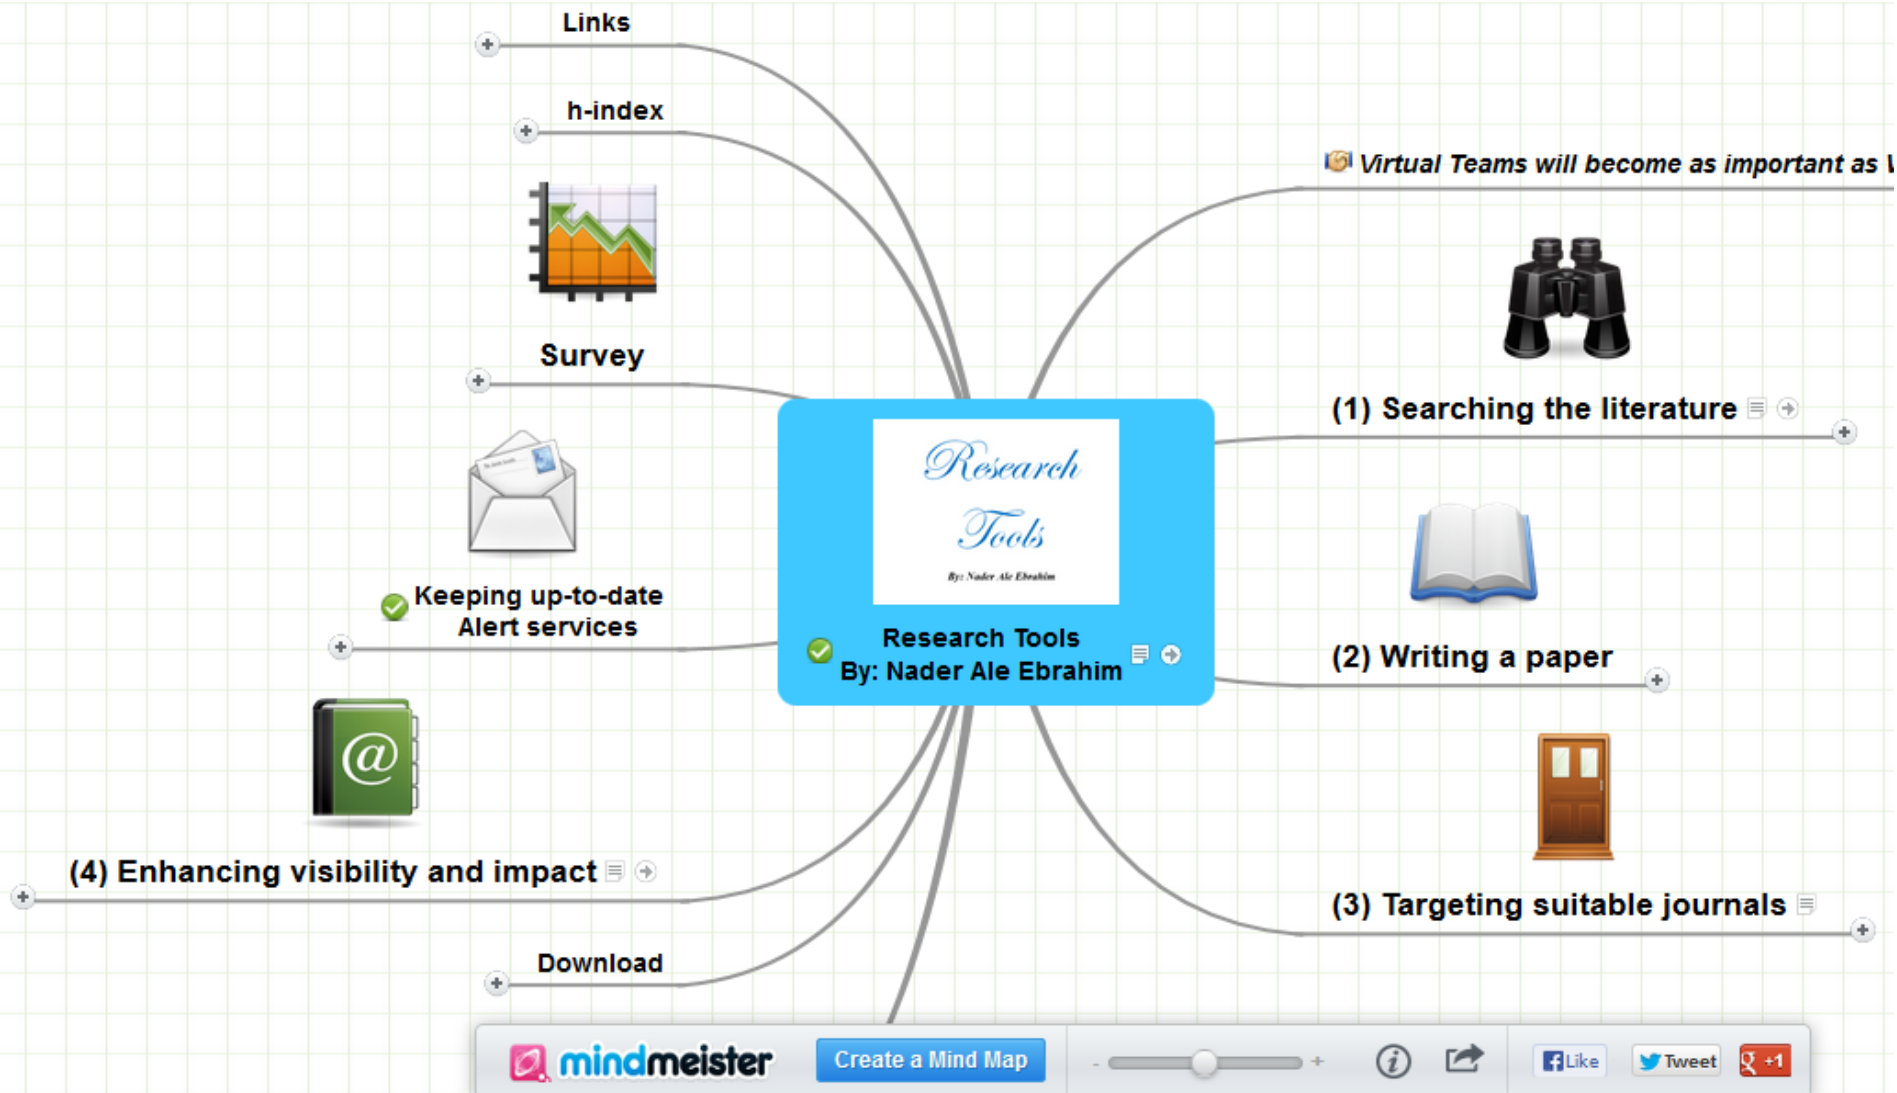 Links
h-index
Survey
Keeping up-to-date
Alert services
(4) Enhancing visibility and impact
Download
Research
Tools
By: Nader Ale Ebrahim
Research Tools
By: Nader Ale Ebrahim
Virtual Teams will become as important as
(1) Searching the literature
(2) Writing a paper
(3) Targeting suitable journals
mindmeister
Create a Mind Map
- +
Like
Tweet
+1